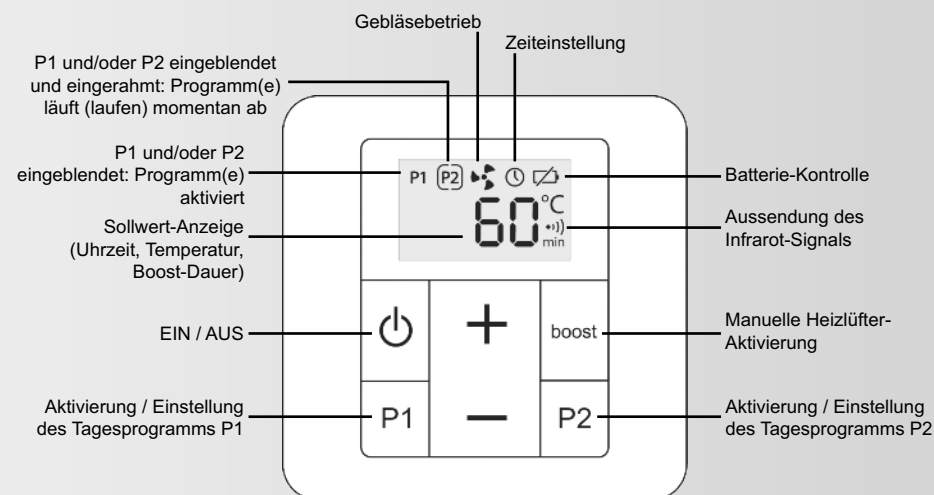 Gebläsebetrieb
Zeiteinstellung
P1 und/oder P2 eingeblendet
und eingerahmt: Programm(e)
läuft (laufen) momentan ab
P1 und/oder P2
eingeblendet: Programm(e)
aktiviert
Sollwert-Anzeige
(Uhrzeit, Temperatur,
Boost-Dauer)
EIN / AUS
Aktivierung / Einstellung
des Tagesprogramms P1
P1 P2
60 °C
min
boost
P1
P2
Batterie-Kontrolle
Aussendung des
Infrarot-Signals
Manuelle Heizlüfter-
Aktivierung
Aktivierung / Einstellung
des Tagesprogramms P2